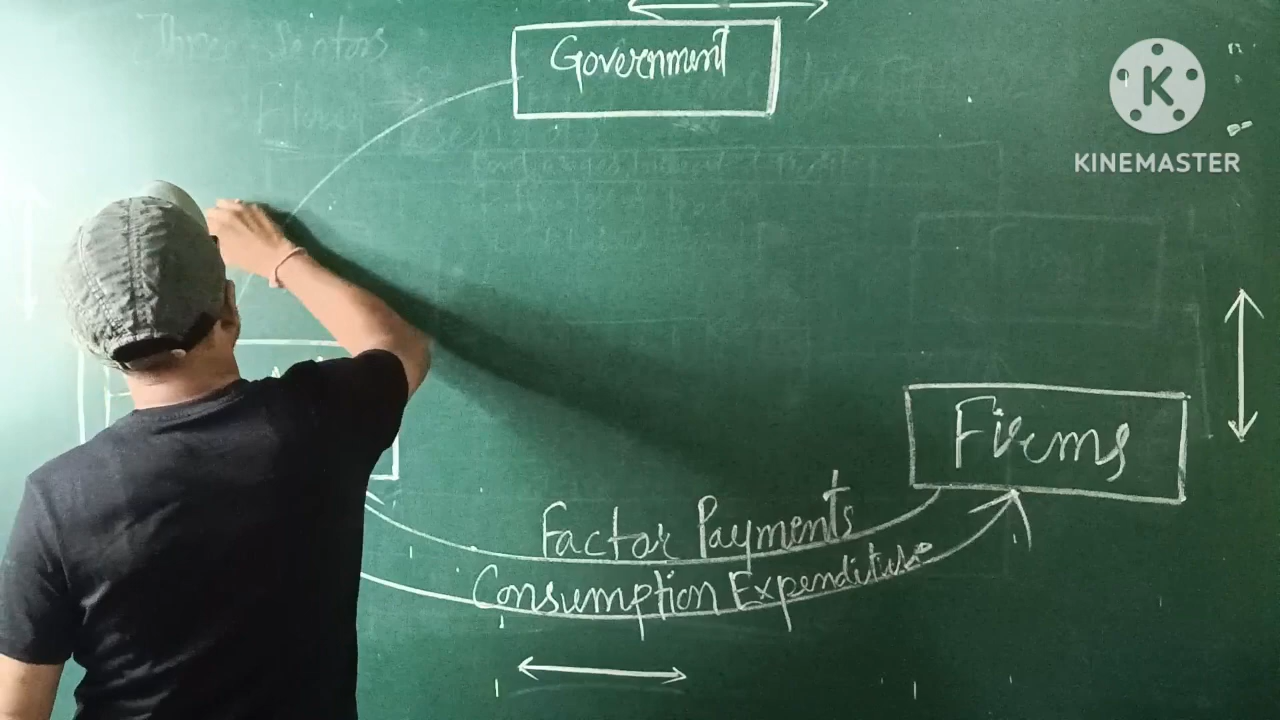 Three Sectors
Government
K
KINEMASTER
Firms
Factor Payments
Consumption Expenditure